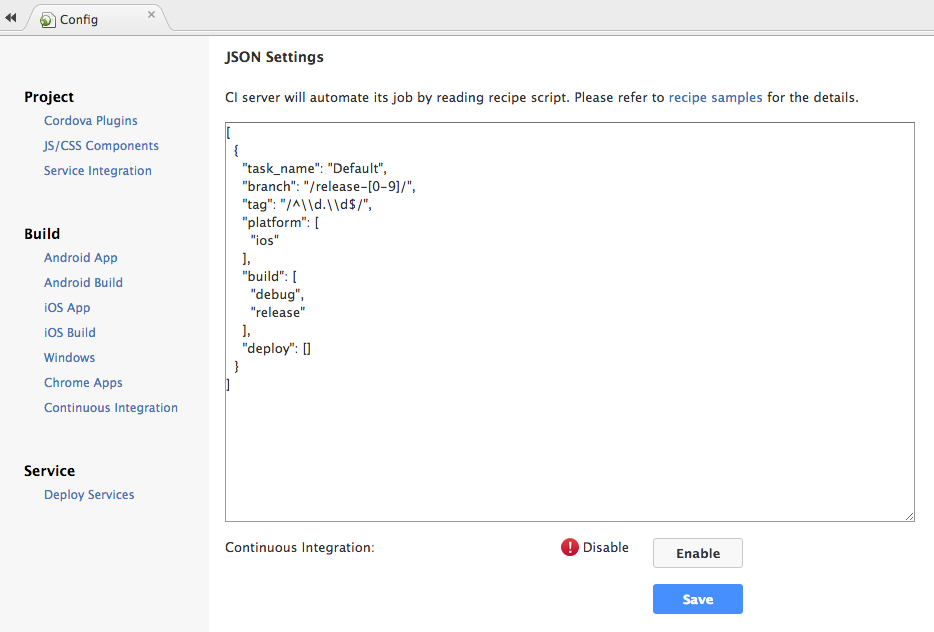 Config
JSON Settings
Project
CI server will automate its job by reading recipe script. Please refer to recipe samples for the details.
Cordova Plugins
JS/CSS Components
Service Integration
Build
Android App
Android Build
iOS App
iOS Build
Windows
Chrome Apps
Continuous Integration
Service
Deploy Services
[
{
"task_name": "Default",
"branch": "/release-[0-9]/",
"tag": "/^\\d.\\d$/",
"platform": [
"ios"
],
"build": [
"debug",
"release"
],
"deploy": []
}
]
Continuous Integration:
Disable
Enable
Save